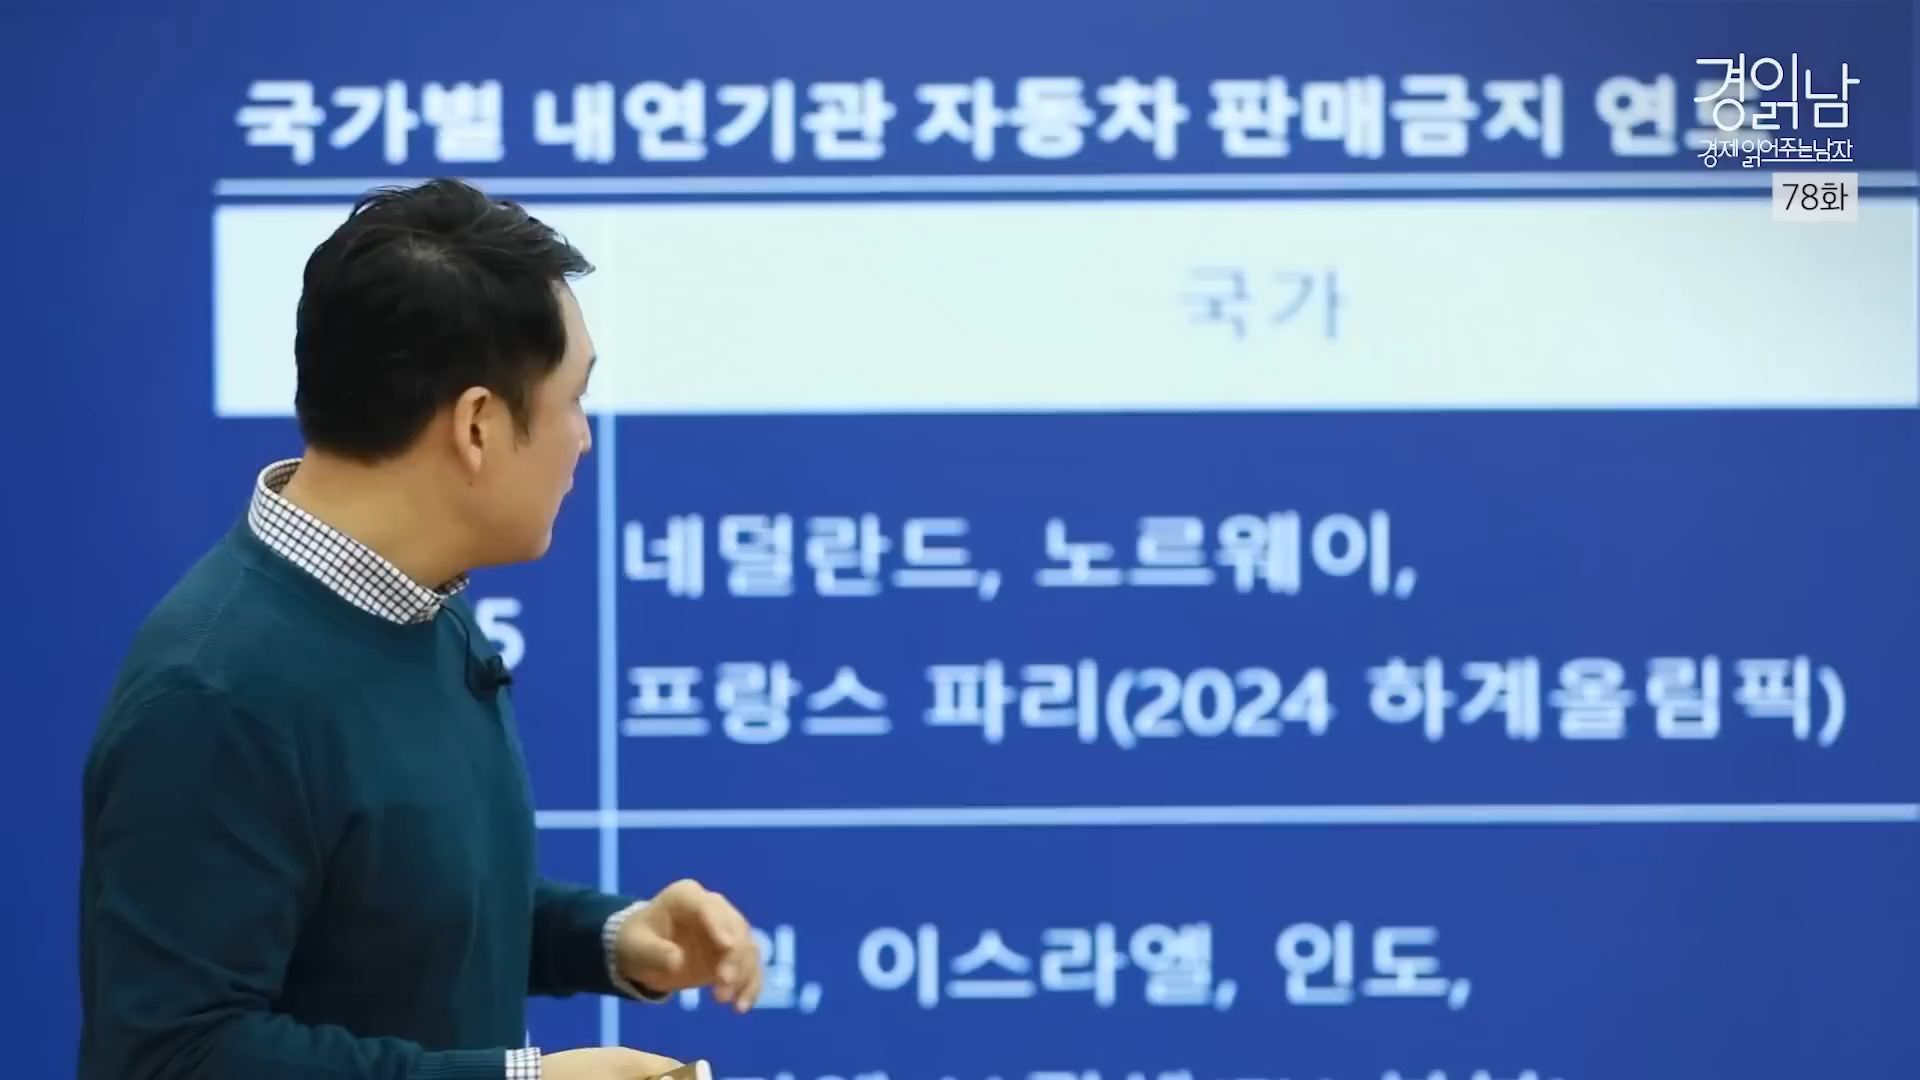 국가별 내연기관 자동차 판매금지 연도
경읽남
경제 읽어주는 남자
78화
국가
네덜란드, 노르웨이,
5
프랑스 파리(2024 하계올림픽)
이스라엘, 인도,